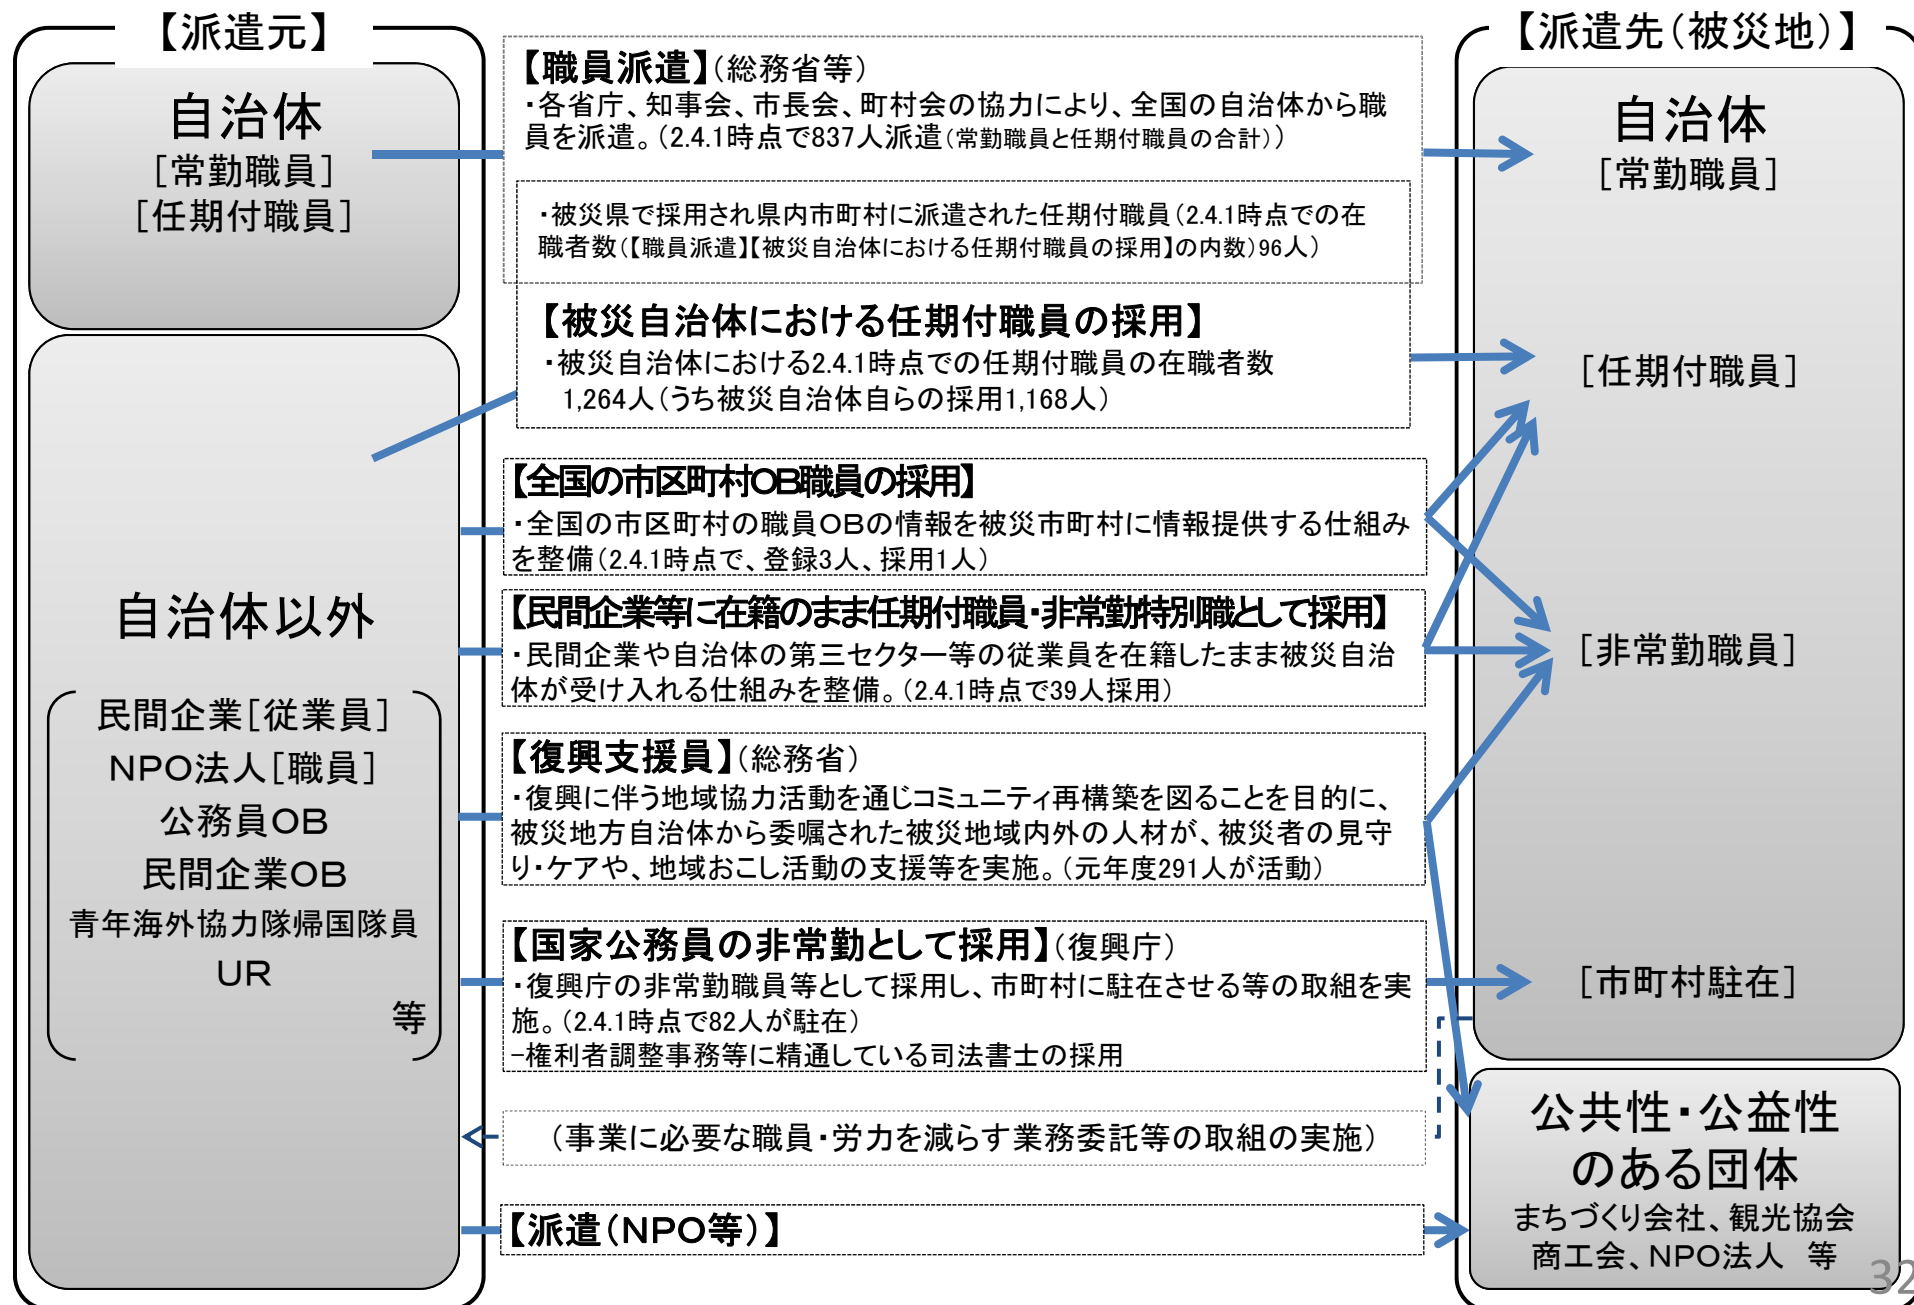 【派遣元】
自治体
［常勤職員］
［任期付職員］
自治体以外
民間企業［従業員］
NPO法人［職員］
公務員OB
民間企業OB
青年海外協力隊帰国隊員
UR
等
【職員派遣】（総務省等）
・各省庁、知事会、市長会、町村会の協力により、全国の自治体から職
員を派遣。（2.4.1時点で837人派遣（常勤職員と任期付職員の合計））
・被災県で採用され県内市町村に派遣された任期付職員（2.4.1時点での在
職者数（【職員派遣】【被災自治体における任期付職員の採用】の内数）96人）
【被災自治体における任期付職員の採用】
・被災自治体における2.4.1時点での任期付職員の在職者数
1,264人（うち被災自治体自らの採用1,168人）
【全国の市区町村OB職員の採用】
・全国の市区町村の職員OBの情報を被災市町村に情報提供する仕組み
を整備（2.4.1時点で、登録3人、採用1人）
【民間企業等に在籍のまま任期付職員・非常勤特別職として採用】
・民間企業や自治体の第三セクター等の従業員を在籍したまま被災自治
体が受け入れる仕組みを整備。（2.4.1時点で39人採用）
【復興支援員】（総務省）
・復興に伴う地域協力活動を通じコミュニティ再構築を図ることを目的に、
被災地方自治体から委嘱された被災地域内外の人材が、被災者の見守
り・ケアや、地域おこし活動の支援等を実施。（元年度291人が活動）
【国家公務員の非常勤として採用】（復興庁）
・復興庁の非常勤職員等として採用し、市町村に駐在させる等の取組を実
施。（2.4.1時点で82人が駐在）
−権利者調整事務等に精通している司法書士の採用
（事業に必要な職員・労力を減らす業務委託等の取組の実施）
【派遣（NPO等）】
【派遣先（被災地）】
自治体
［常勤職員］
［任期付職員］
［非常勤職員］
［市町村駐在］
公共性・公益性
のある団体
まちづくり会社、観光協会
商工会、NPO法人　等
32